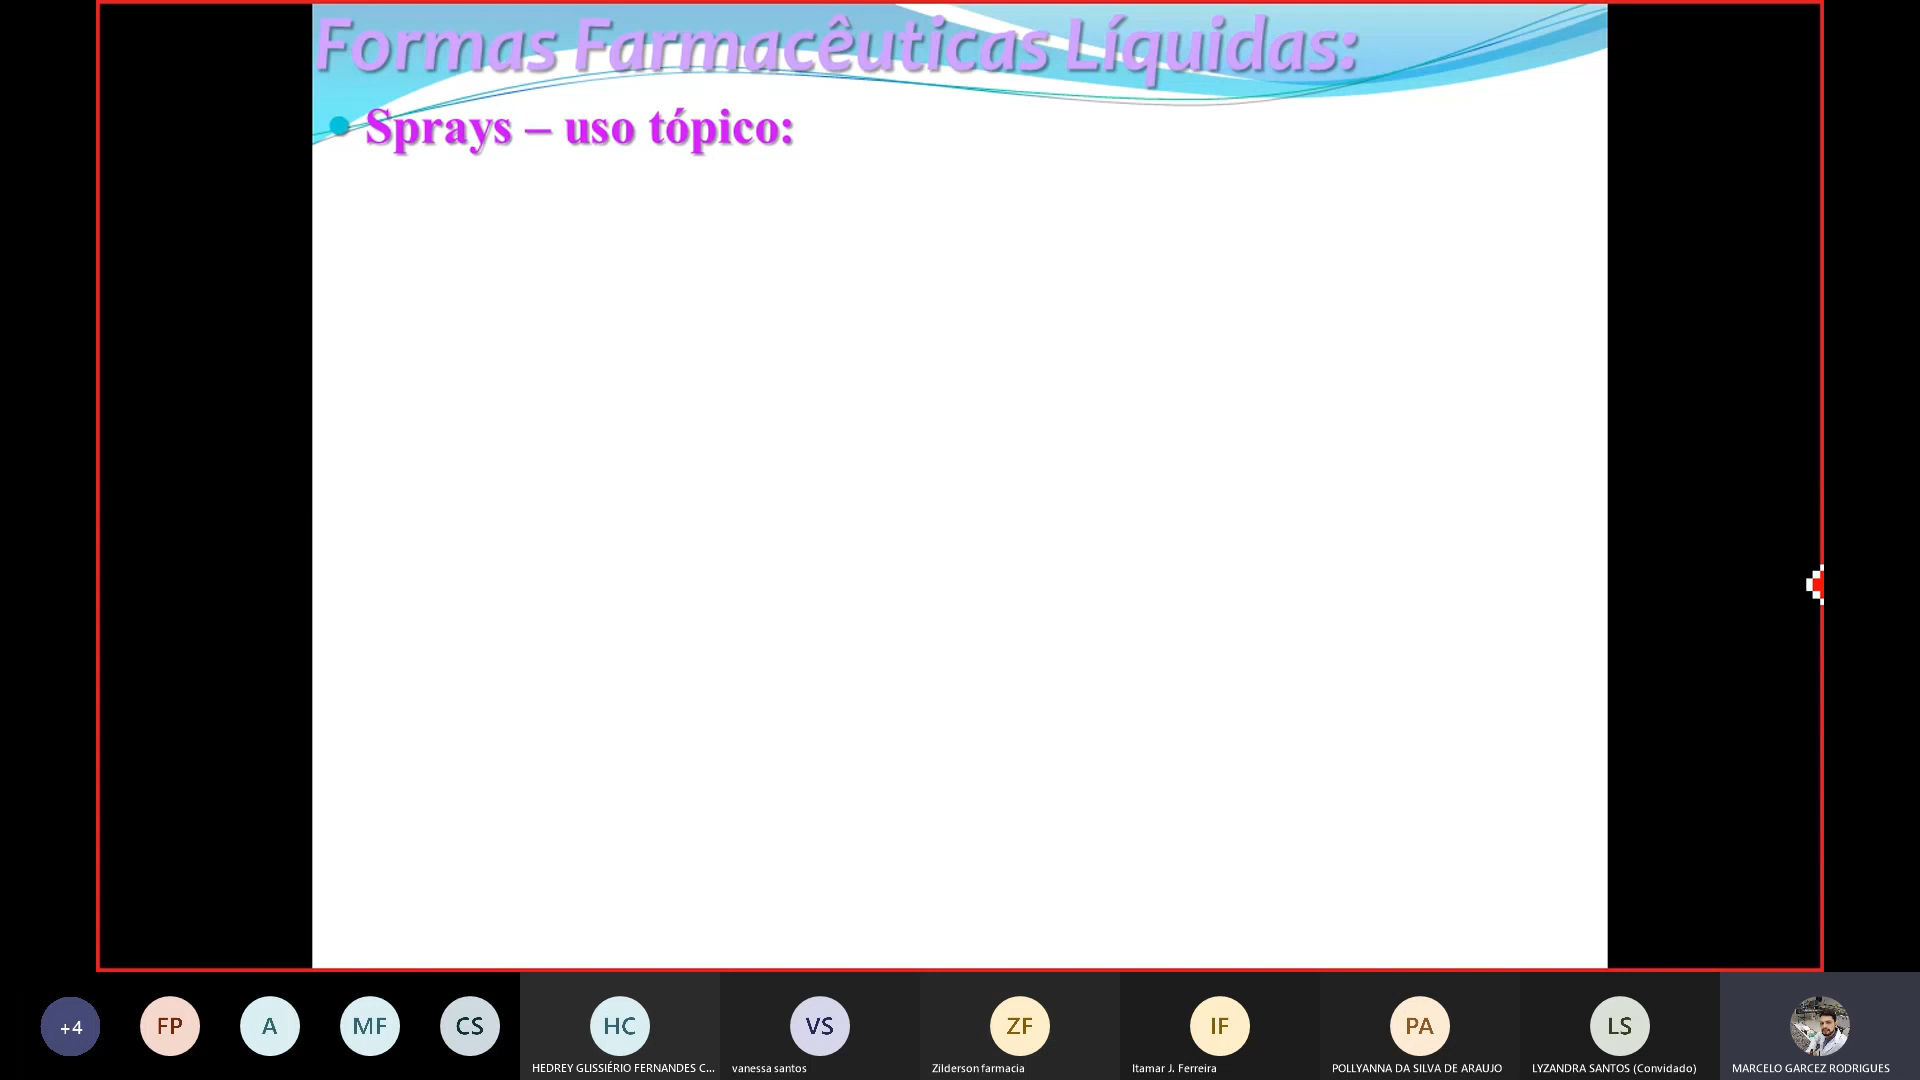 Formas Farmacêuticas Líquidas:
Sprays – uso tópico:
+4
FP
A
MF
CS
HC
VS
ZF
IF
PA
LS
HEDREY GLISSIÉRIO FERNANDES C...
vanessa santos
Zilderson farmacia
Itamar J. Ferreira
POLLYANNA DA SILVA DE ARAUJO
LYZANDRA SANTOS (Convidado)
MARCELO GARCEZ RODRIGUES